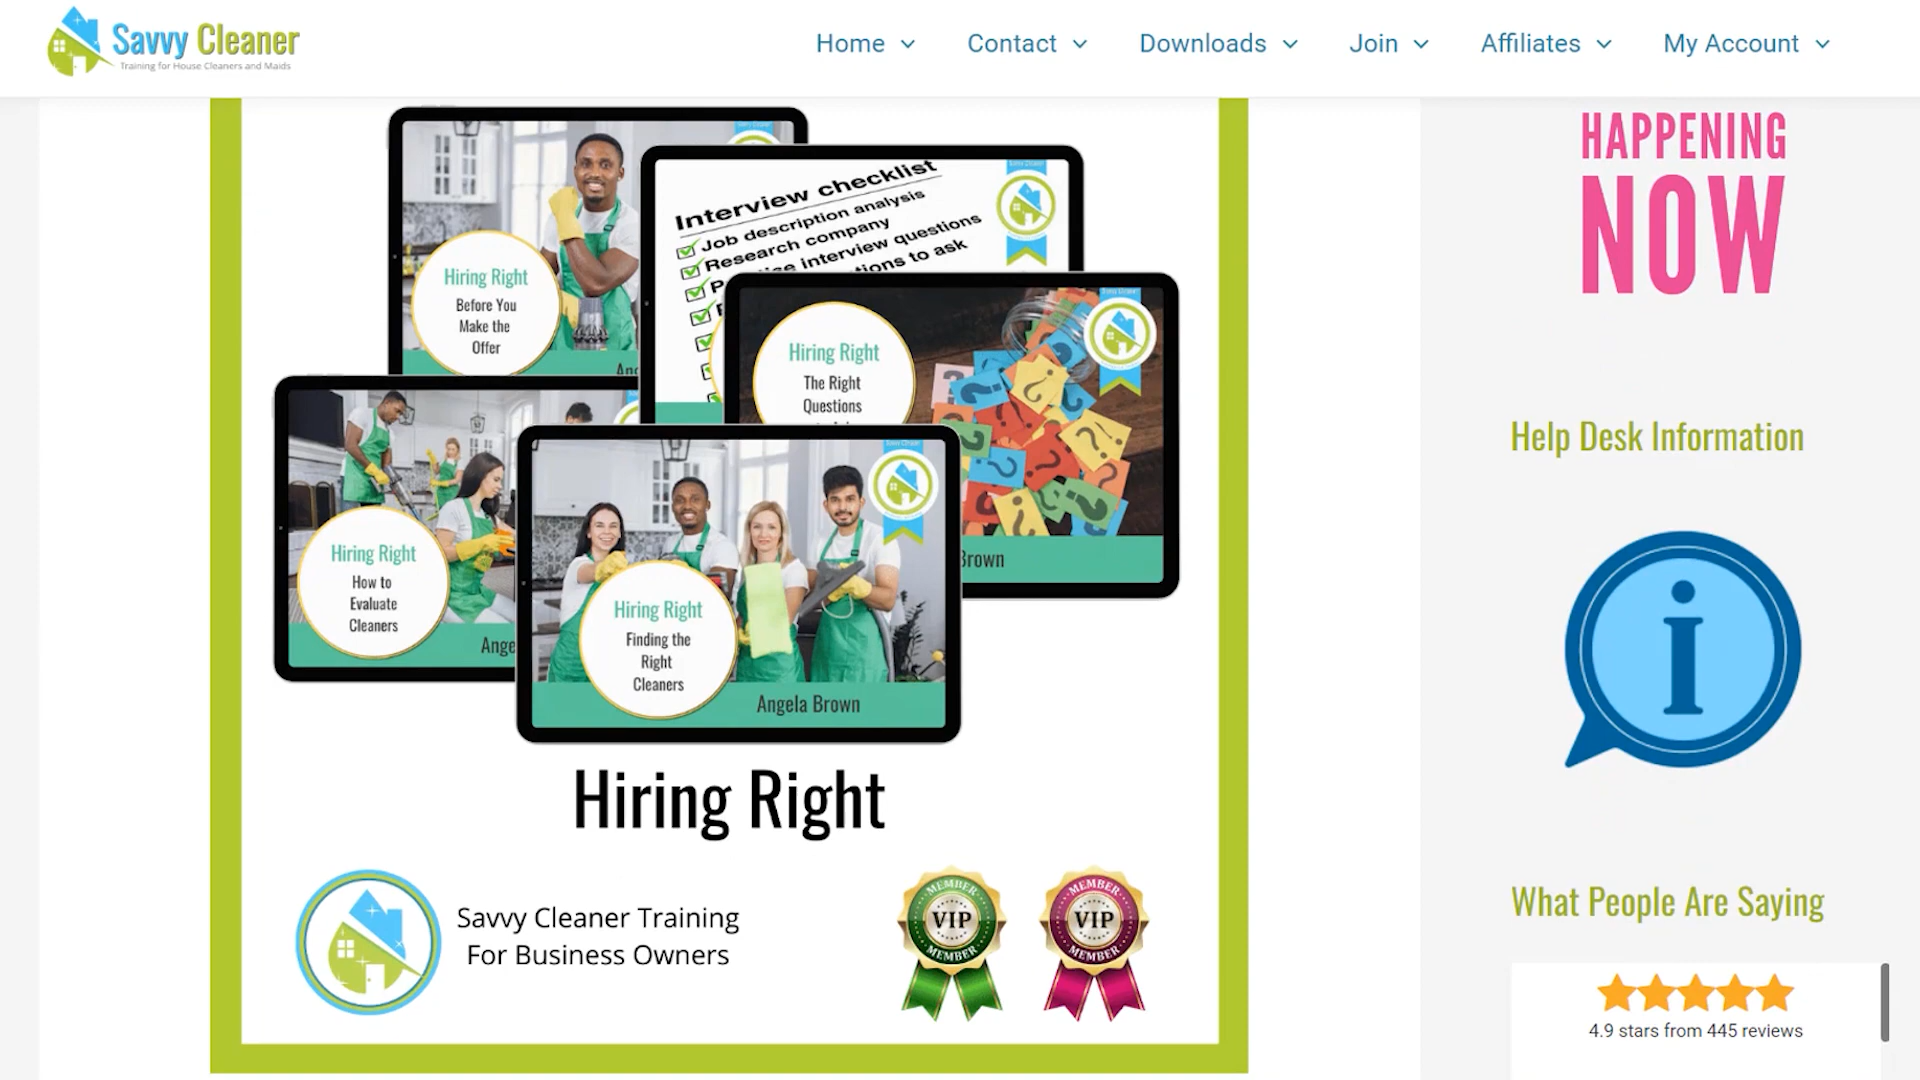 Savvy Cleaner
Training for House Cleaners and Maids
Home
Contact
Downloads
Join
Affiliates
My Account
Hiring Right
Before You
Make the
Offer
Interview checklist
Job description analysis
Research company
interview questions
to ask
Hiring Right
The Right
Questions
Brown
Hiring Right
How to
Evaluate
Cleaners
Hiring Right
Finding the
Right
Cleaners
Angela Brown
Hiring Right
Savvy Cleaner Training
For Business Owners
MEMBER
VIP
MEMBER
MEMBER
VIP
MEMBER
HAPPENING
NOW
Help Desk Information
What People Are Saying
4.9 stars from 445 reviews